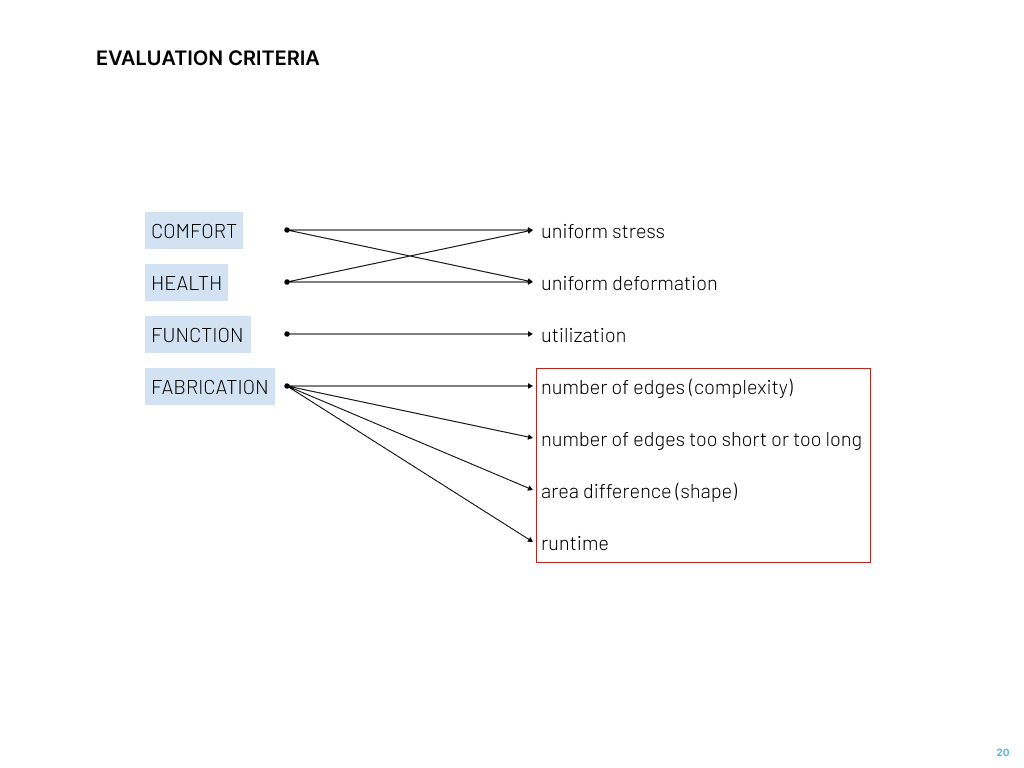 EVALUATION CRITERIA
COMFORT
uniform stress
HEALTH
uniform deformation
FUNCTION
utilization
FABRICATION
number of edges (complexity)
number of edges too short or too long
area difference (shape)
runtime
20